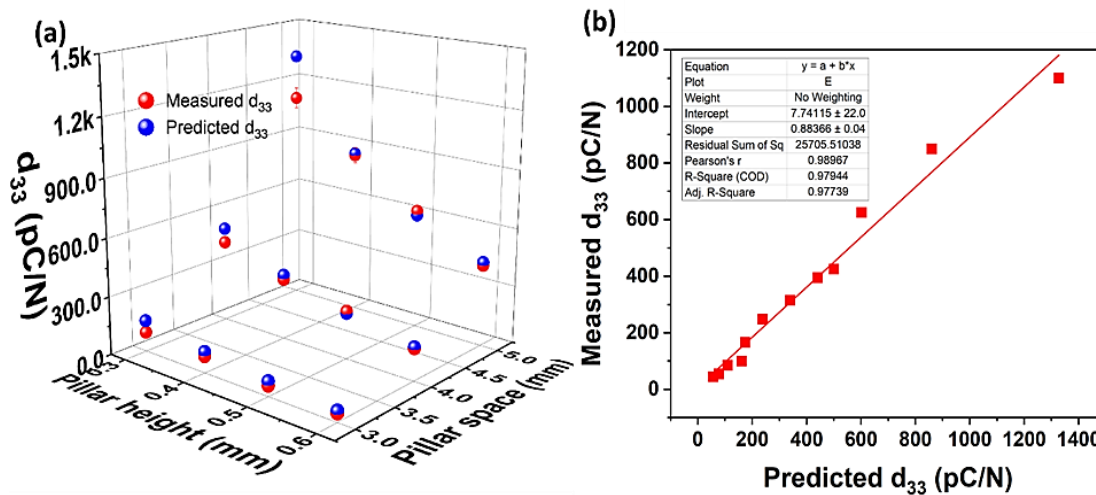 (a)
1.5k
1.2k
900.0
600.0
300.0
0.0
d33 (pC/N)
Measured d33
Predicted d33
0.3
0.4
0.5
0.6
Pillar height (mm)
3.0
3.5
4.0
4.5
5.0
Pillar space (mm)
(b)
1200
1000
800
600
400
200
0
Measured d33 (pC/N)
Equation y = a + b*x
Plot E
Weight No Weighting
Intercept 7.74115 ± 22.0
Slope 0.88366 ± 0.04
Residual Sum of Sq 25705.51038
Pearson's r 0.98967
R-Square (COD) 0.97944
Adj. R-Square 0.97739
0 200 400 600 800 1000 1200 1400
Predicted d33 (pC/N)